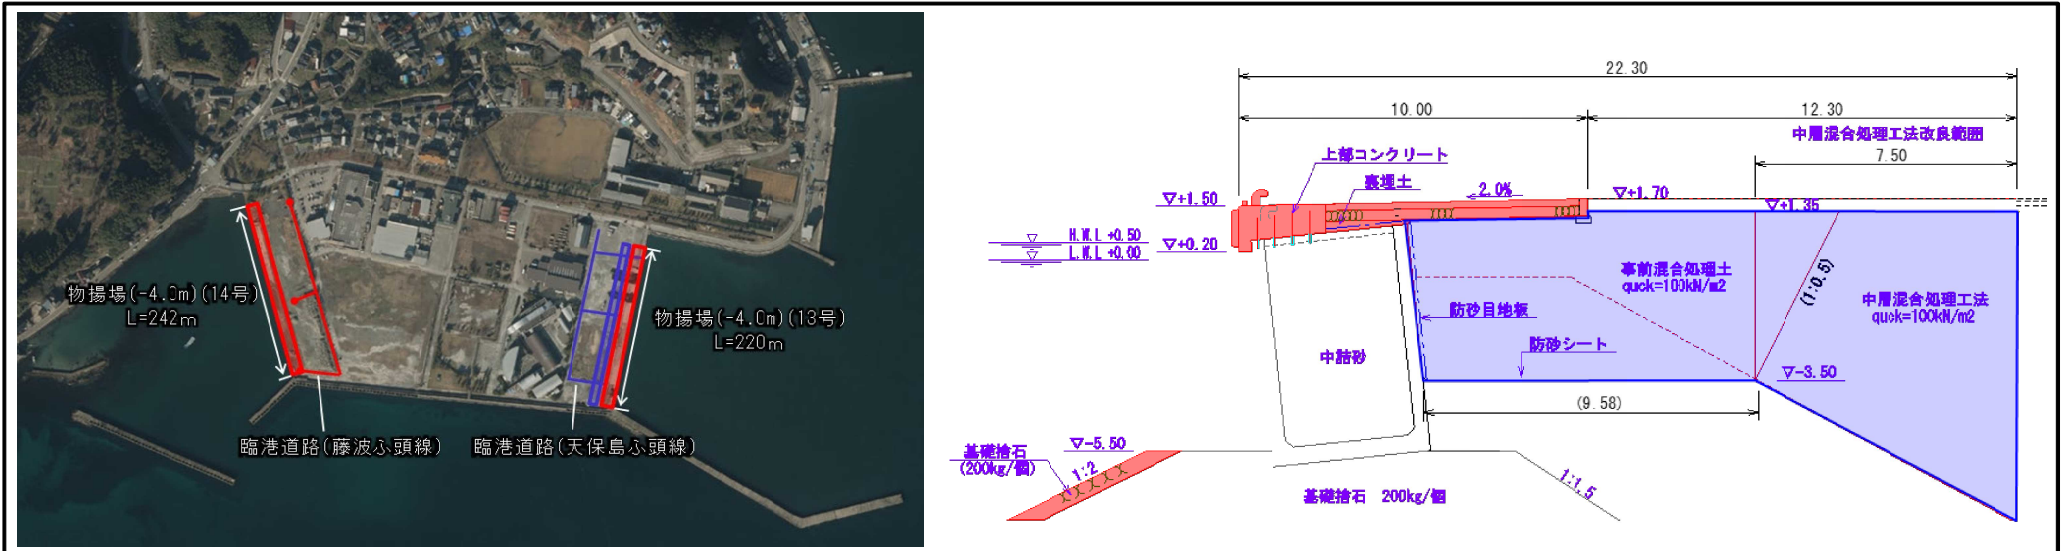 物揚場(-4.0m)(14号)
L=242m
物揚場(-4.0m)(13号)
L=220m
臨港道路(藤波ふ頭線)
臨港道路(天保島ふ頭線)
22.30
10.00
12.30
中層混合処理工法改良範囲
7.50
上部コンクリート
裏埋土
2.0%
▽+1.50
▽+1.70
▽+1.35
H.W.L +0.50
L.W.L +0.00
▽+0.20
事前混合処理土
quck=100kN/m2
(1:0.5)
中層混合処理工法
quck=100kN/m2
防砂目地板
防砂シート
中詰砂
▽-3.50
(9.58)
▽-5.50
基礎捨石
(200kg/個)
1:2
基礎捨石 200kg/個
1:1.5